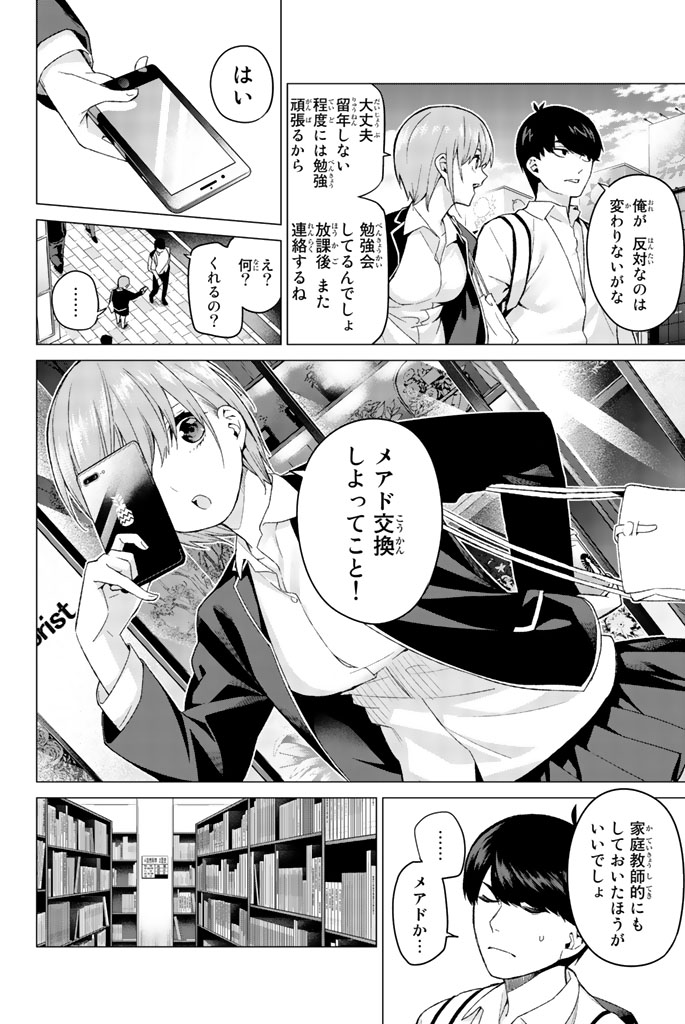 俺が 反対なのは
変わりないがな
大丈夫
留年しない
程度には勉強
頑張るから
勉強会
してるんでしょ
放課後 また
連絡するね
はい
え？
何？
くれるの？
……
メアド交換
しよってこと！
orist
家庭教師的にも
しておいたほうが
いいでしょ
……
メアドか…